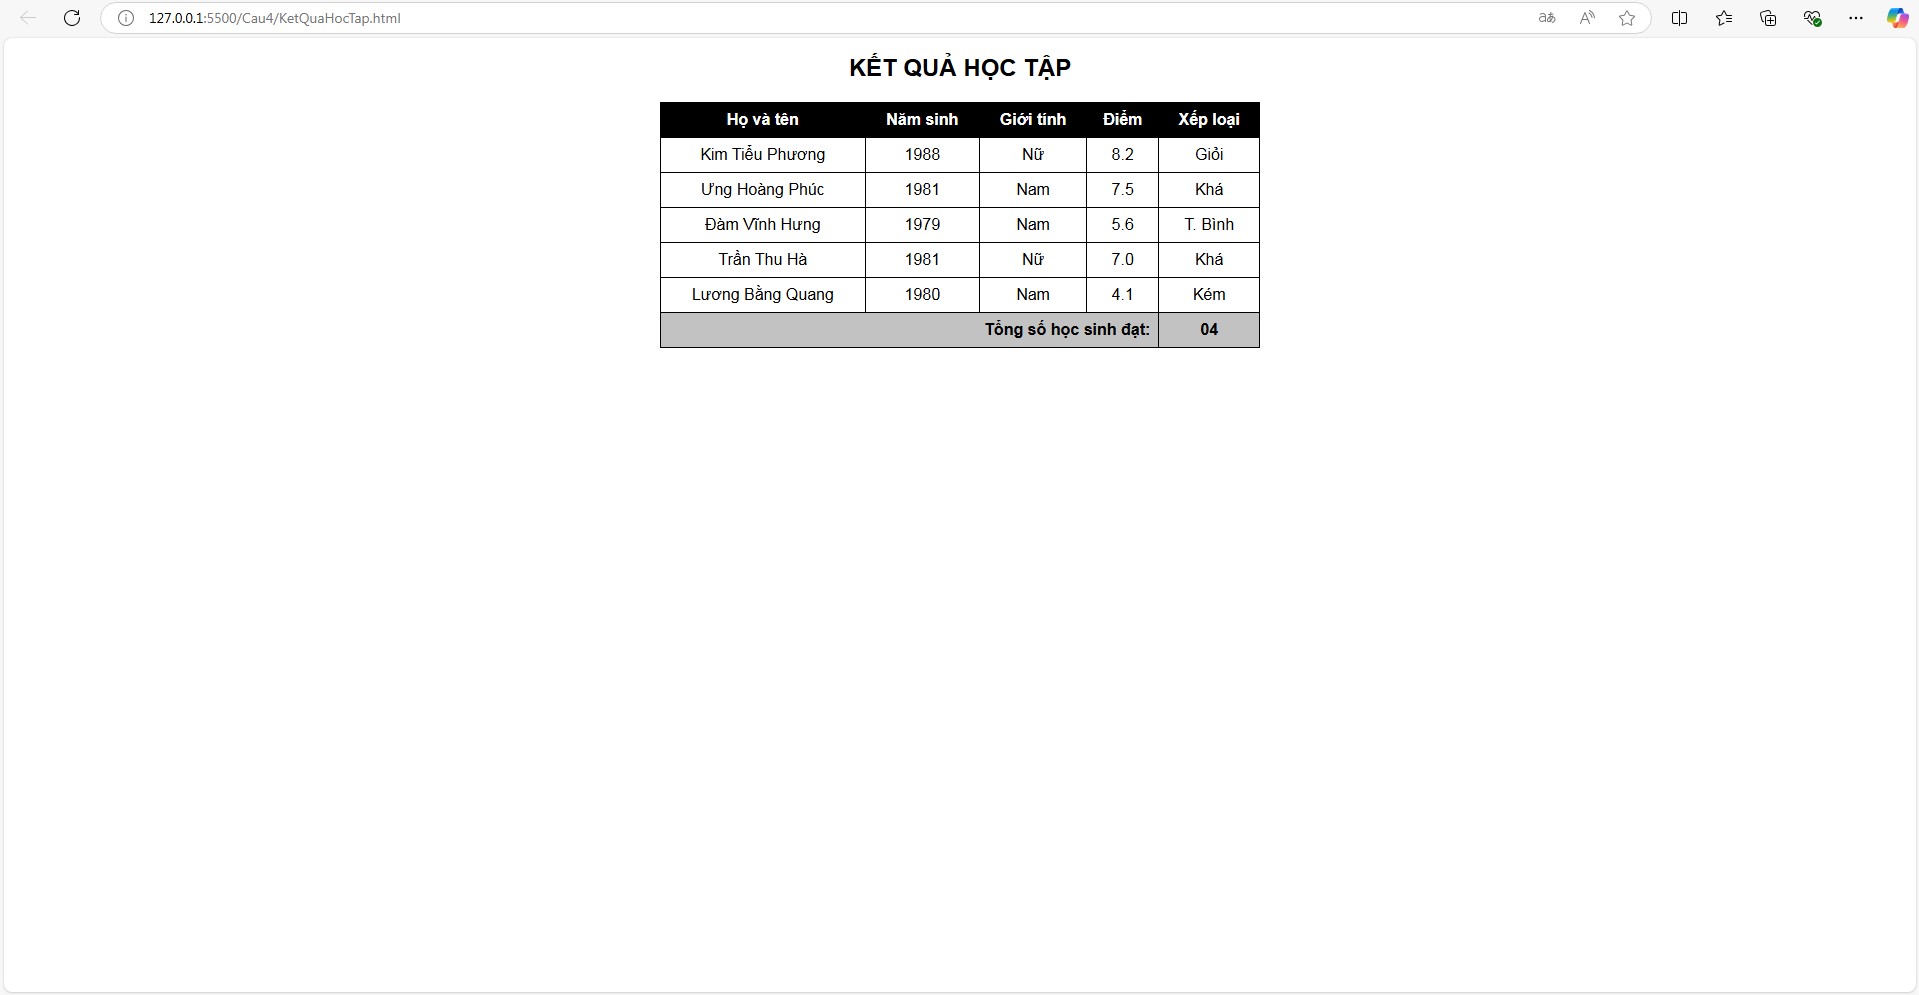 127.0.0.1:5500/Cau4/KetQuaHocTap.html
KẾT QUẢ HỌC TẬP
Họ và tên Năm sinh Giới tính Điểm Xếp loại
Kim Tiểu Phương 1988 Nữ 8.2 Giỏi
Ưng Hoàng Phúc 1981 Nam 7.5 Khá
Đàm Vĩnh Hưng 1979 Nam 5.6 T. Bình
Trần Thu Hà 1981 Nữ 7.0 Khá
Lương Bằng Quang 1980 Nam 4.1 Kém
Tổng số học sinh đạt: 04